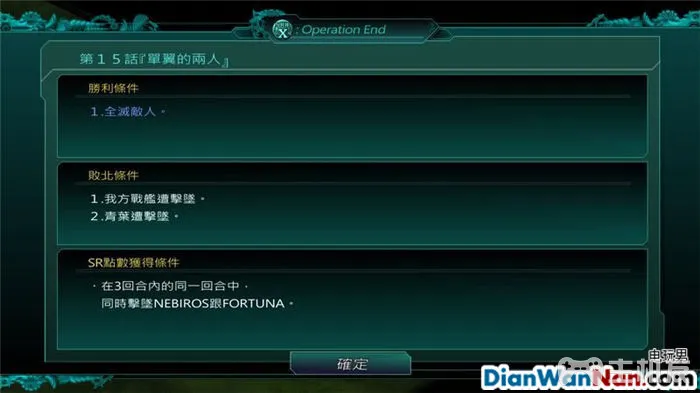 X : Operation End
第１５話『單翼的兩人』
勝利條件
1.全滅敵人。
敗北條件
1.我方戰艦遭擊墜。
2.青葉遭擊墜。
SR點數獲得條件
·在3回合內的同一回合中，
同時擊墜NEBIROS跟FORTUNA。
確定
电玩男
DianWanNan.com